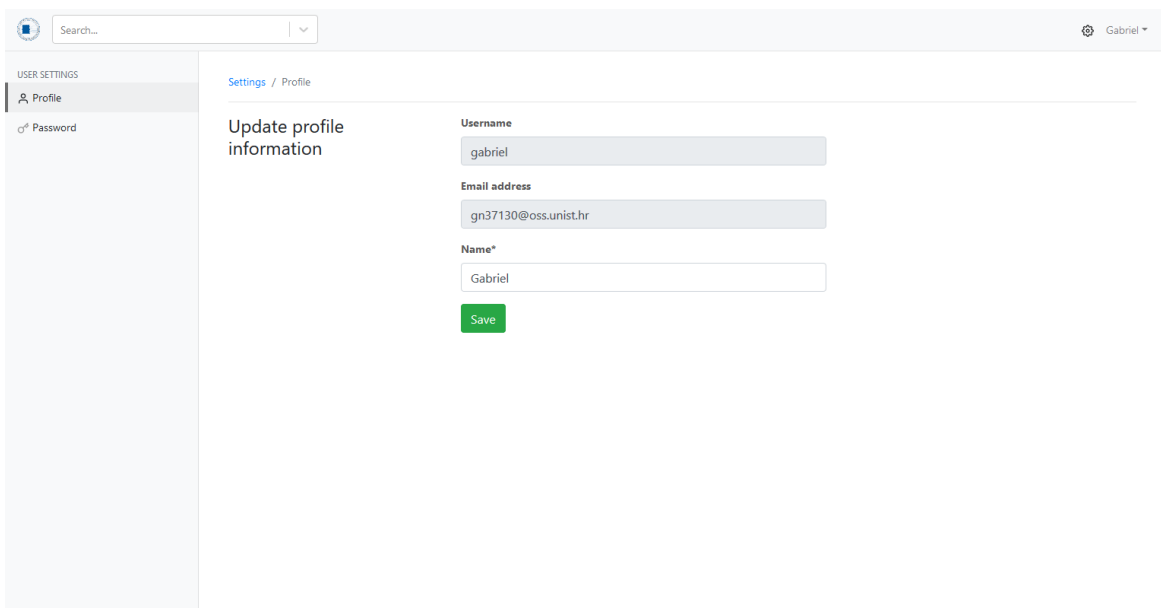 Search...
Gabriel
USER SETTINGS
Profile
Password
Settings / Profile
Update profile
information
Username
gabriel
Email address
gn37130@oss.unist.hr
Name*
Gabriel
Save